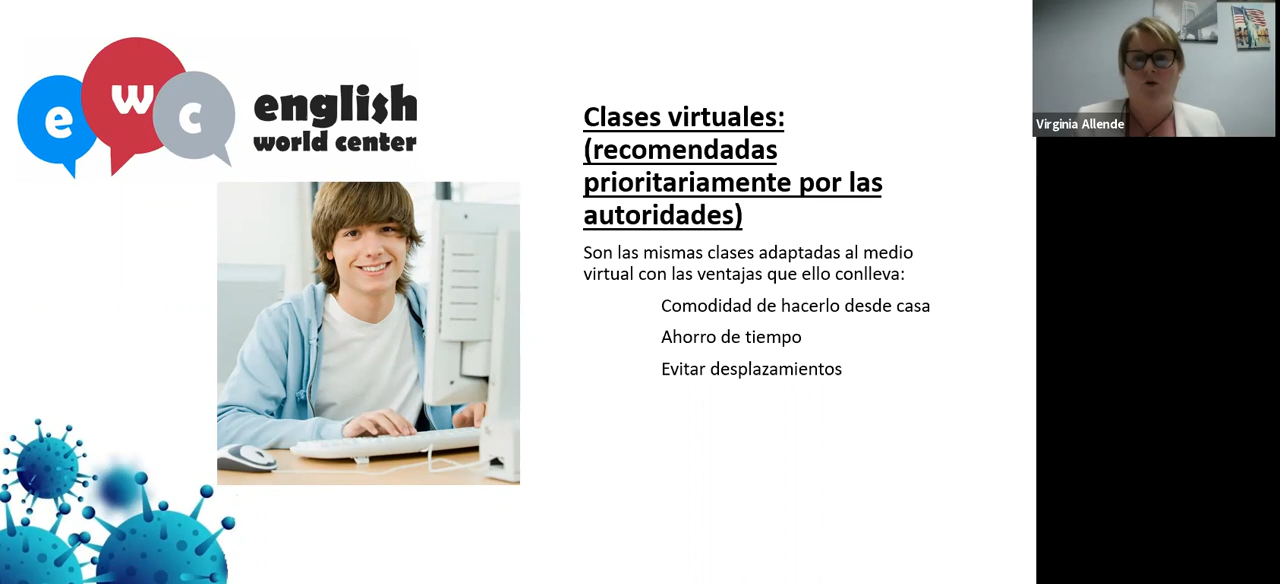 ewc
english
world center
Clases virtuales:
(recomendadas
prioritariamente por las
autoridades)
Son las mismas clases adaptadas al medio
virtual con las ventajas que ello conlleva:
Comodidad de hacerlo desde casa
Ahorro de tiempo
Evitar desplazamientos
Virginia Allende